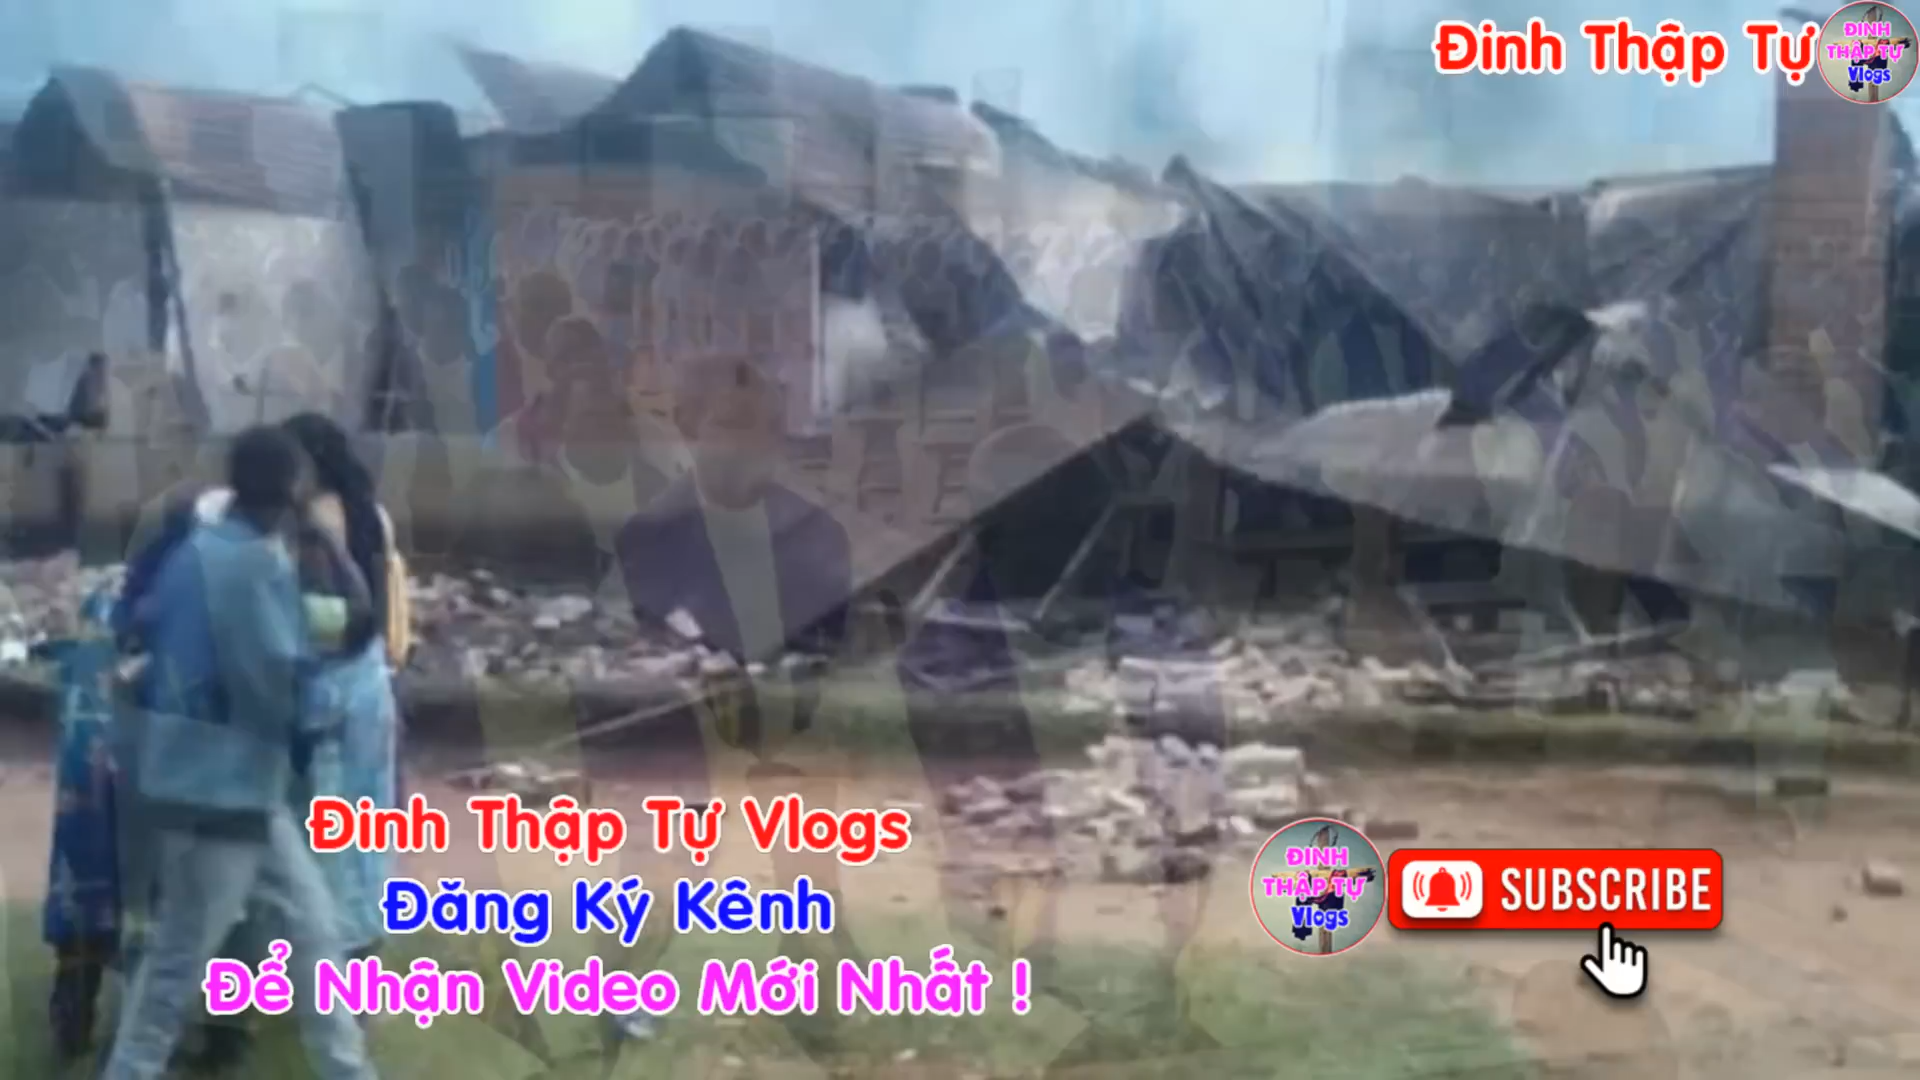 Đinh Thập Tự
ĐINH
THẬP TỰ
Vlogs
Đinh Thập Tự Vlogs
Đăng Ký Kênh
Để Nhận Video Mới Nhất !
ĐINH
THẬP TỰ
Vlogs
SUBSCRIBE